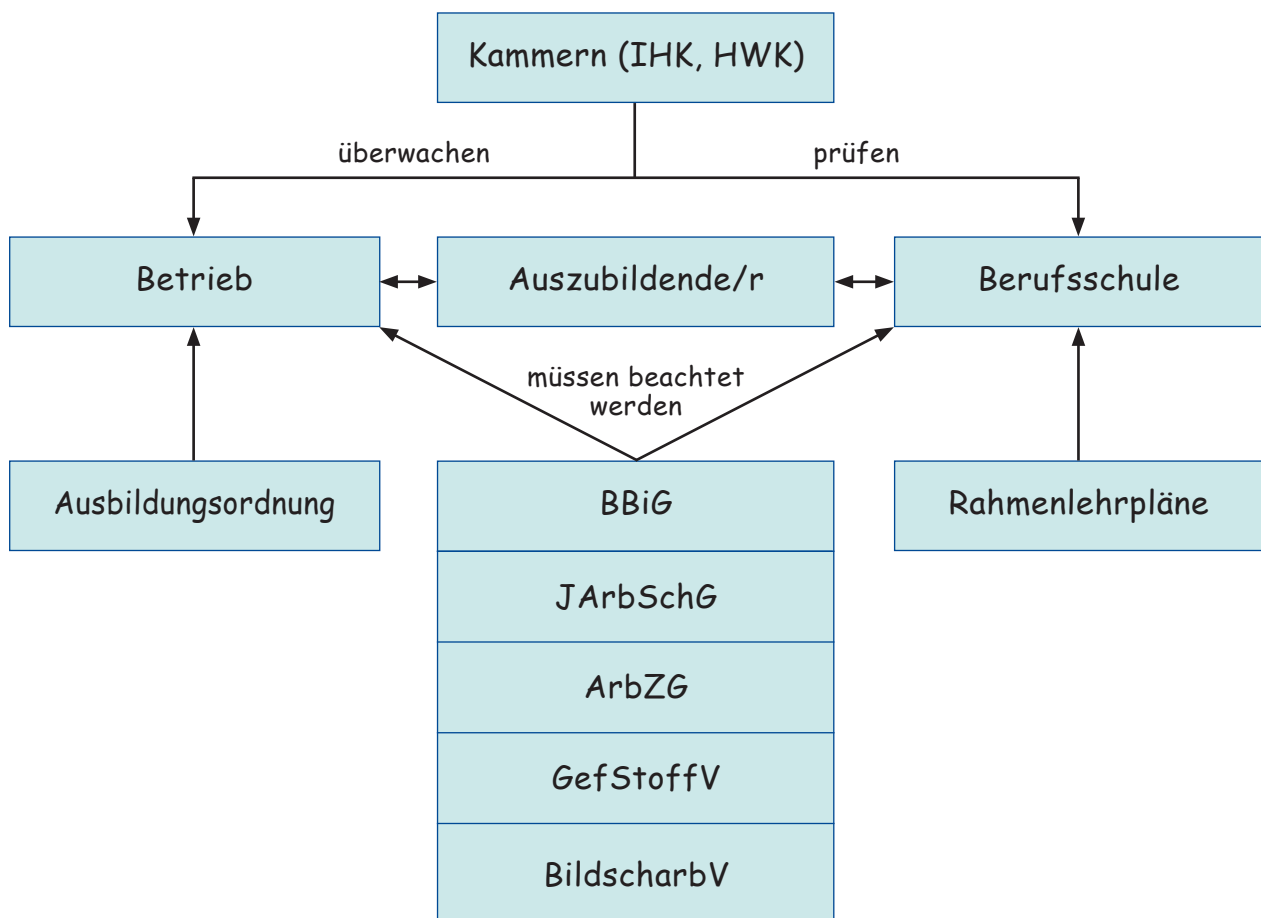 Kammern (IHK, HWK)
überwachen
prüfen
Betrieb
Auszubildende/r
Berufsschule
müssen beachtet
werden
Ausbildungsordnung
BBiG
Rahmenlehrpläne
JArbSchG
ArbZG
GefStoffV
BildscharbV